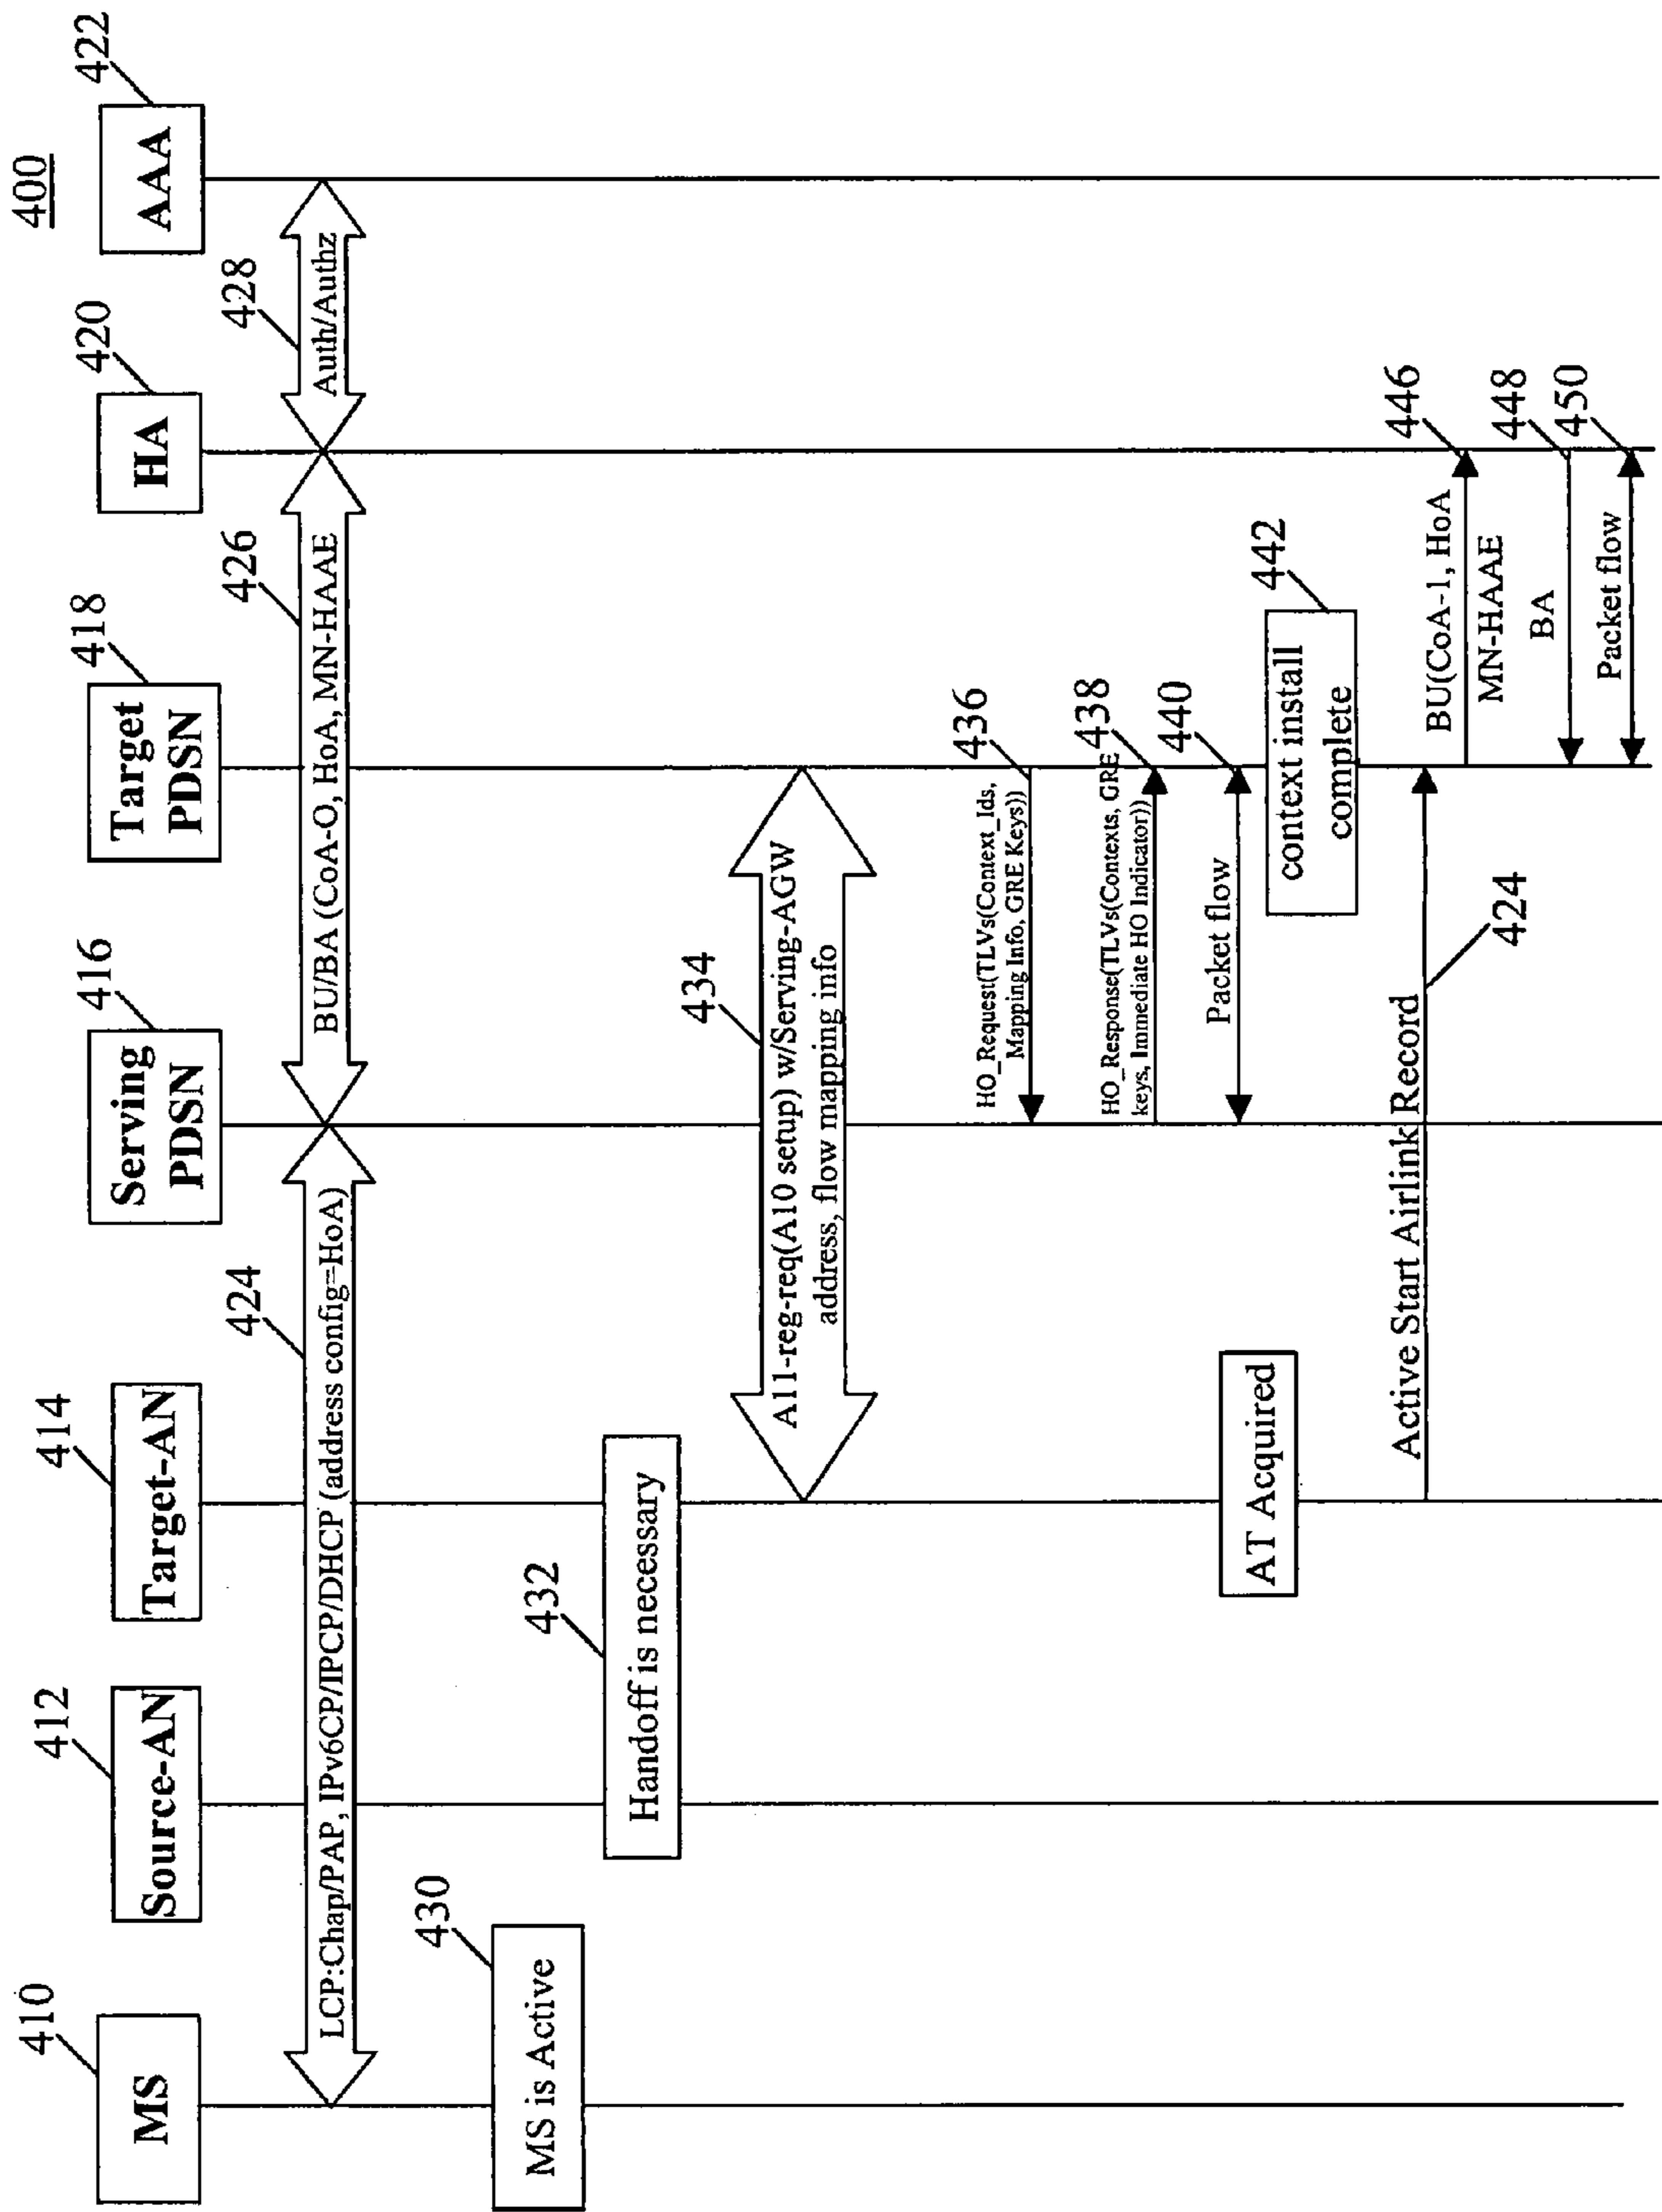 400
410
MS
412
Source-AN
414
Target-AN
416
Serving
PDSN
418
Target
PDSN
420
HA
422
AAA
424
LCP:Chap/PAP, IPv6CP/IPCP/DHCP (address config=HoA)
426
BU/BA (CoA-O, HoA, MN-HAAE
428
Auth/Authz
430
MS is Active
432
Handoff is necessary
434
A11-reg-req(A10 setup) w/Serving-AGW
address, flow mapping info
436
HO_Request(TLVs(Context_Ids,
Mapping Info, GRE Keys))
438
HO_Response(TLVs(Contexts, GRE
keys, Immediate HO Indicator))
440
Packet flow
AT Acquired
442
context install
complete
Active Start Airlink Record
424
446
BU(CoA-1, HoA
MN-HAAE
448
BA
450
Packet flow